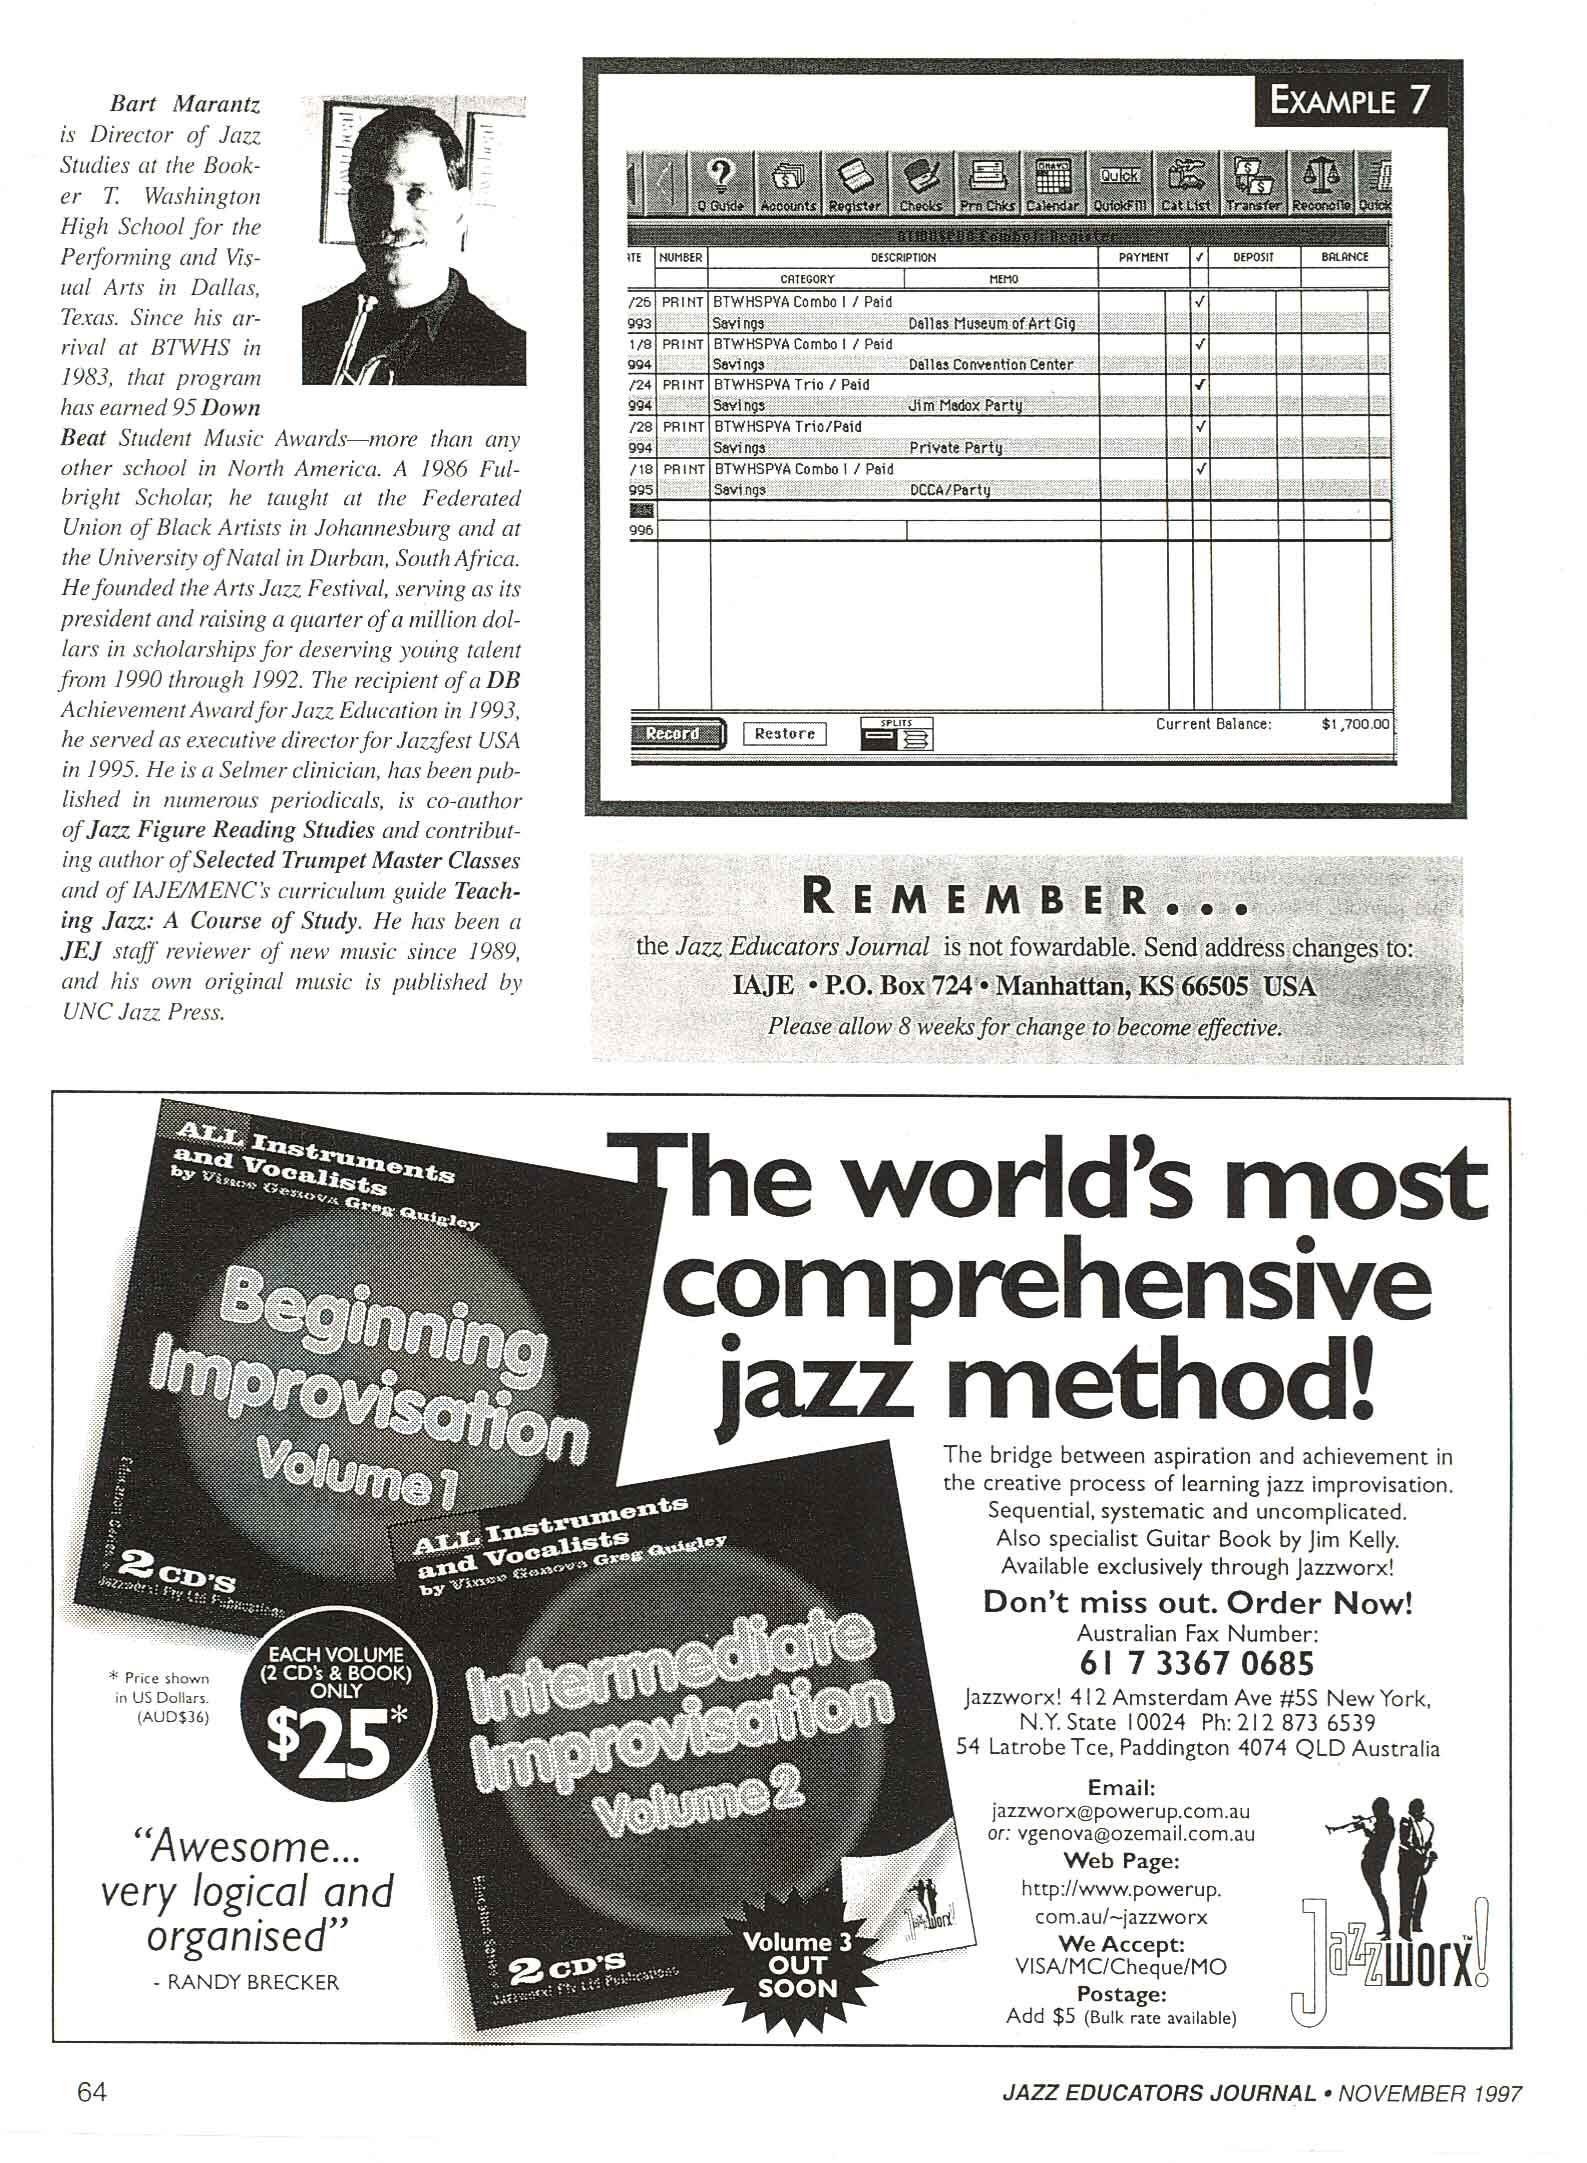 Bart Marantz
is Director of Jazz
Studies at the Book-
er T. Washington
High School for the
Performing and Vis-
ual Arts in Dallas,
Texas. Since his ar-
rival at BTWHS in
1983, that program
has earned 95 Down
Beat Student Music Awards—more than any
other school in North America. A 1986 Ful-
bright Scholar, he taught at the Federated
Union of Black Artists in Johannesburg and at
the University of Natal in Durban, South Africa.
He founded the Arts Jazz Festival, serving as its
president and raising a quarter of a million dol-
lars in scholarships for deserving young talent
from 1990 through 1992. The recipient of a DB
Achievement Award for Jazz Education in 1993,
he served as executive director for Jazzfest USA
in 1995. He is a Selmer clinician, has been pub-
lished in numerous periodicals, is co-author
of Jazz Figure Reading Studies and contribut-
ing author of Selected Trumpet Master Classes
and of IAJE/MENC's curriculum guide Teach-
ing Jazz: A Course of Study. He has been a
JEJ staff reviewer of new music since 1989,
and his own original music is published by
UNC Jazz Press.
EXAMPLE 7
Q Guide Accounts Register Checks Prn Chks Calendar QuickFill Cat List Transfer Reconcile Quick
BTWHSPVA Combo I: Register
ATE NUMBER DESCRIPTION PAYMENT ✓ DEPOSIT BALANCE
CATEGORY MEMO
/26 PRINT BTWHSPVA Combo I / Paid ✓
993 Savings Dallas Museum of Art Gig
1/8 PRINT BTWHSPVA Combo I / Paid ✓
994 Savings Dallas Convention Center
/24 PRINT BTWHSPVA Trio / Paid ✓
994 Savings Jim Madox Party
/28 PRINT BTWHSPVA Trio/Paid ✓
994 Savings Private Party
/18 PRINT BTWHSPVA Combo I / Paid ✓
995 Savings DCCA/Party
996
Record Restore SPLITS Current Balance: $1,700.00
REMEMBER...
the Jazz Educators Journal is not fowardable. Send address changes to:
IAJE • P.O. Box 724 • Manhattan, KS 66505 USA
Please allow 8 weeks for change to become effective.
ALL Instruments
and Vocalists
by Vince Genova Greg Quigley
Beginning
Improvisation
Volume 1
2 CD'S
Jazzworx! Pty Ltd Publications
The world's most
comprehensive
jazz method!
ALL Instruments
and Vocalists
by Vince Genova Greg Quigley
Intermediate
Improvisation
Volume 2
2 CD'S
Jazzworx! Pty Ltd Publications
Jazzworx!
Volume 3
OUT
SOON
EACH VOLUME
(2 CD's & BOOK)
ONLY
$25*
* Price shown
in US Dollars.
(AUD$36)
"Awesome...
very logical and
organised"
- RANDY BRECKER
The bridge between aspiration and achievement in
the creative process of learning jazz improvisation.
Sequential, systematic and uncomplicated.
Also specialist Guitar Book by Jim Kelly.
Available exclusively through Jazzworx!
Don't miss out. Order Now!
Australian Fax Number:
61 7 3367 0685
Jazzworx! 412 Amsterdam Ave #5S New York,
N.Y. State 10024 Ph: 212 873 6539
54 Latrobe Tce, Paddington 4074 QLD Australia
Email:
jazzworx@powerup.com.au
or: vgenova@ozemail.com.au
Web Page:
http://www.powerup.
com.au/~jazzworx
We Accept:
VISA/MC/Cheque/MO
Postage:
Add $5 (Bulk rate available)
Jazzworx!™
64
JAZZ EDUCATORS JOURNAL • NOVEMBER 1997